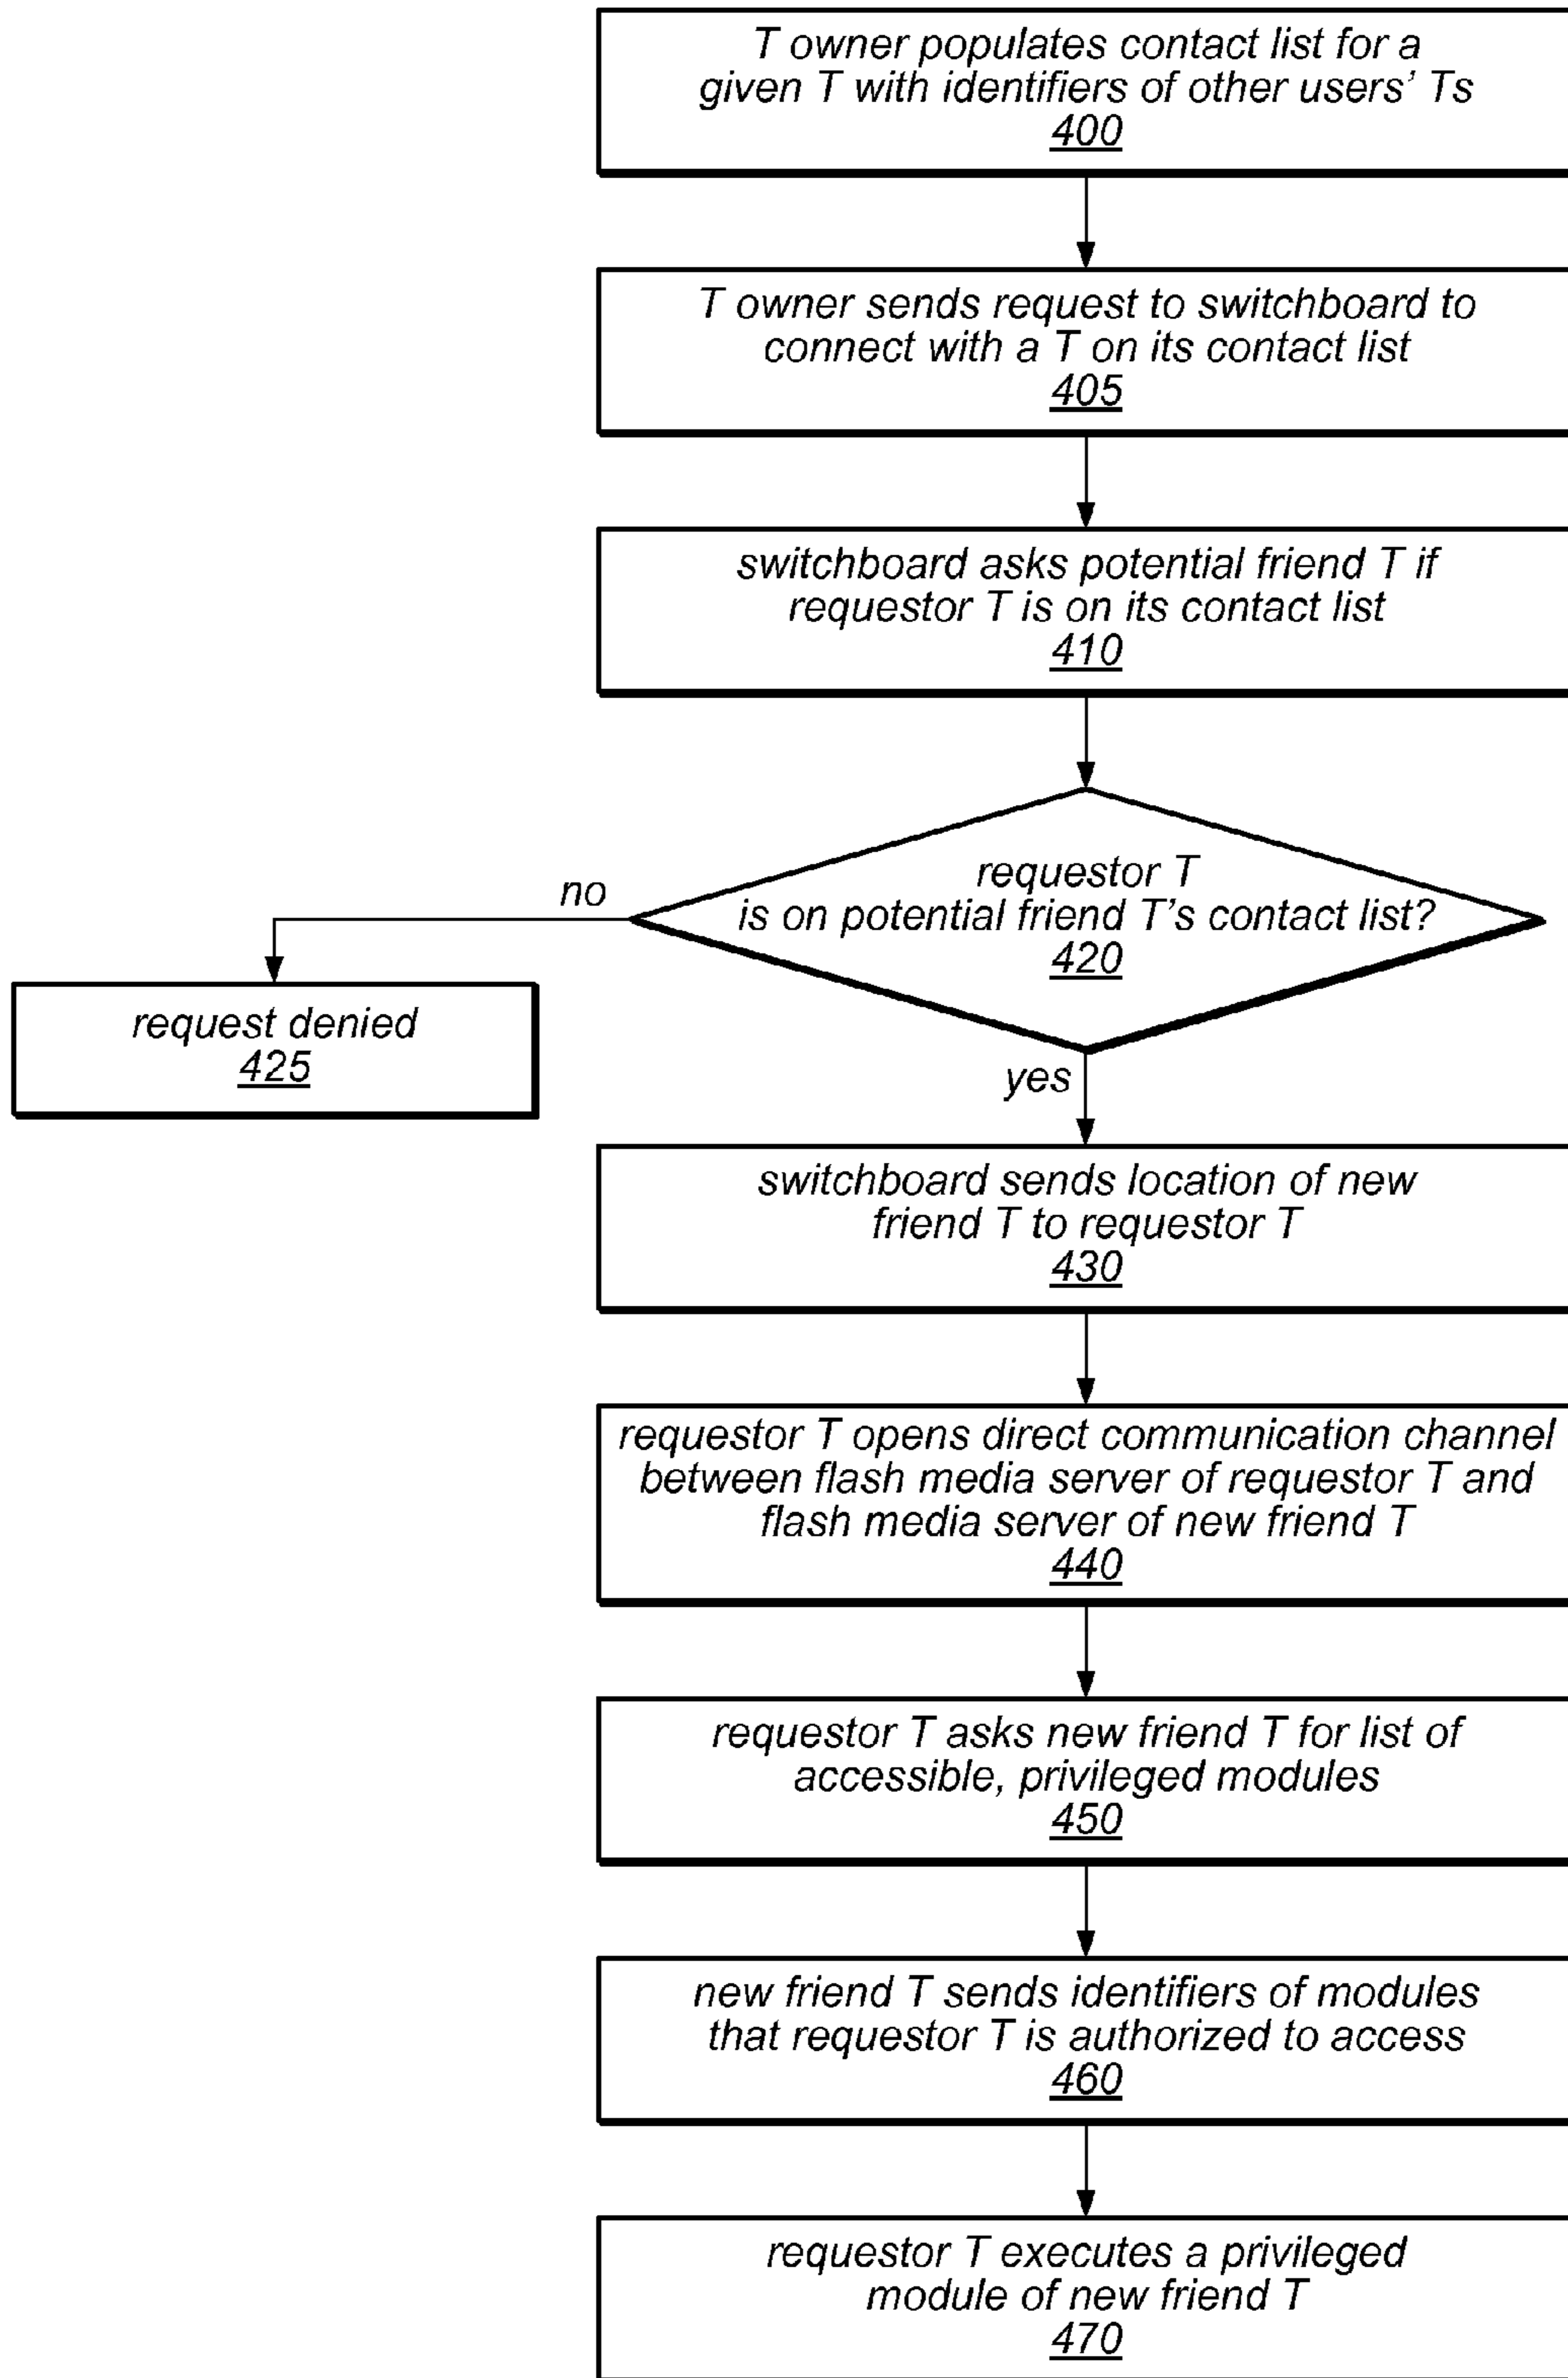 T owner populates contact list for a
given T with identifiers of other users' Ts
400
T owner sends request to switchboard to
connect with a T on its contact list
405
switchboard asks potential friend T if
requestor T is on its contact list
410
requestor T
is on potential friend T's contact list?
420
no
request denied
425
yes
switchboard sends location of new
friend T to requestor T
430
requestor T opens direct communication channel
between flash media server of requestor T and
flash media server of new friend T
440
requestor T asks new friend T for list of
accessible, privileged modules
450
new friend T sends identifiers of modules
that requestor T is authorized to access
460
requestor T executes a privileged
module of new friend T
470